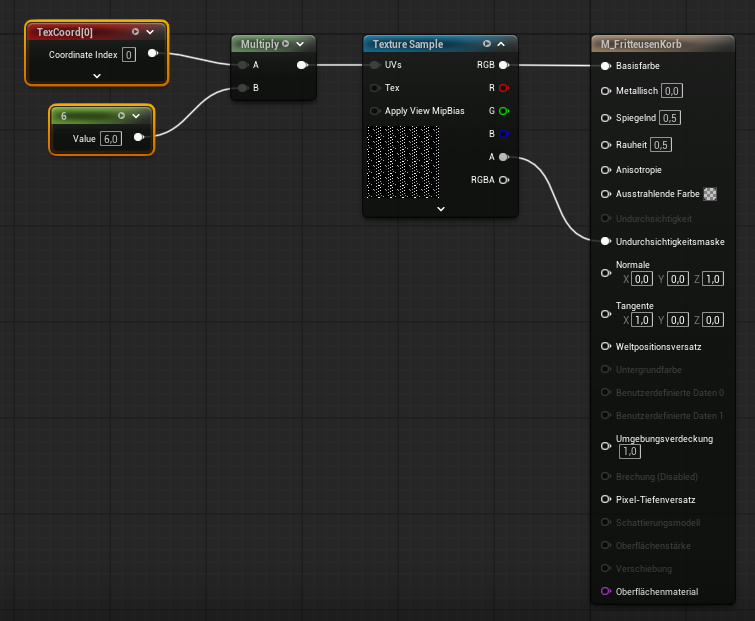 TexCoord[0]
Coordinate Index 0
6
Value 6,0
Multiply
A
B
Texture Sample
UVs RGB
Tex R
Apply View MipBias G
B
A
RGBA
M_FritteusenKorb
Basisfarbe
Metallisch 0,0
Spiegelnd 0,5
Rauheit 0,5
Anisotropie
Ausstrahlende Farbe
Undurchsichtigkeit
Undurchsichtigkeitsmaske
Normale
X 0,0 Y 0,0 Z 1,0
Tangente
X 1,0 Y 0,0 Z 0,0
Weltpositionsversatz
Untergrundfarbe
Benutzerdefinierte Daten 0
Benutzerdefinierte Daten 1
Umgebungsverdeckung
1,0
Brechung (Disabled)
Pixel-Tiefenversatz
Schattierungsmodell
Oberflächenstärke
Verschiebung
Oberflächenmaterial